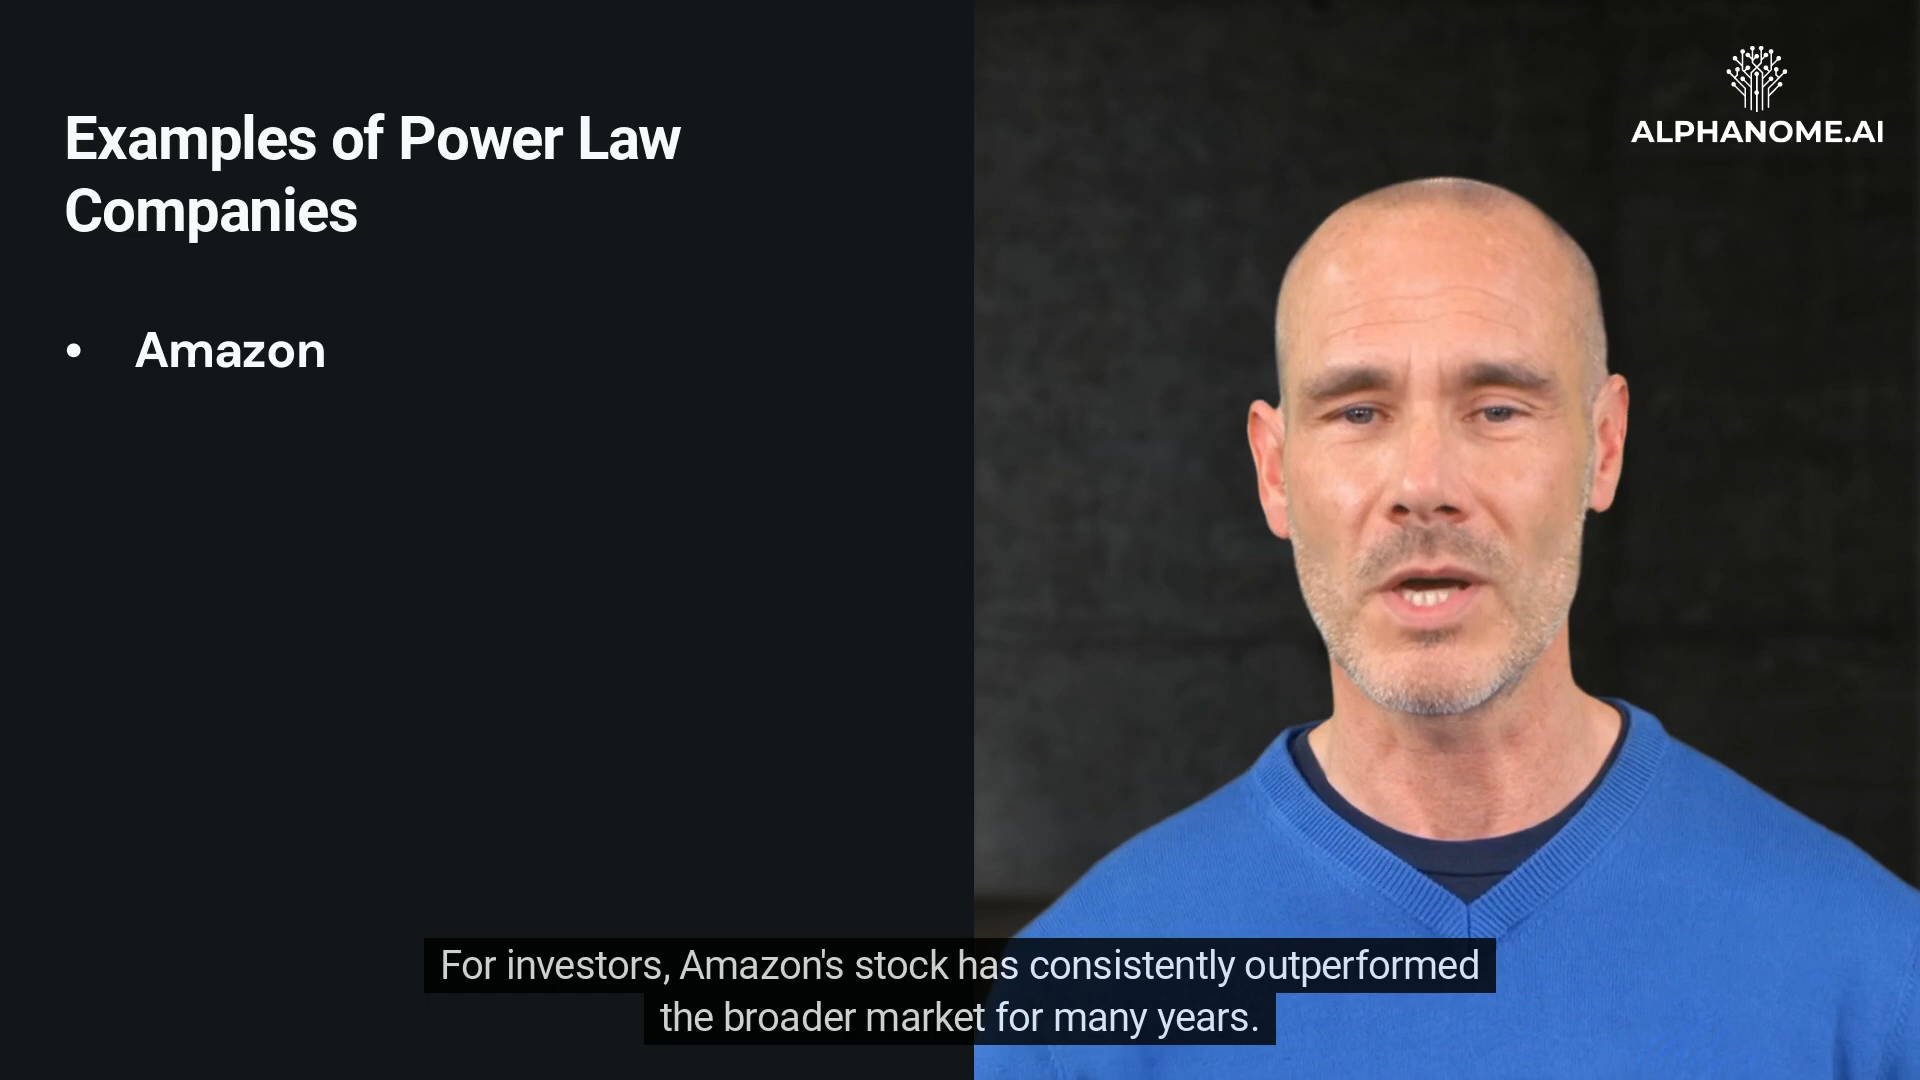 ALPHANOME.AI
Examples of Power Law
Companies
• Amazon
For investors, Amazon's stock has consistently outperformed
the broader market for many years.